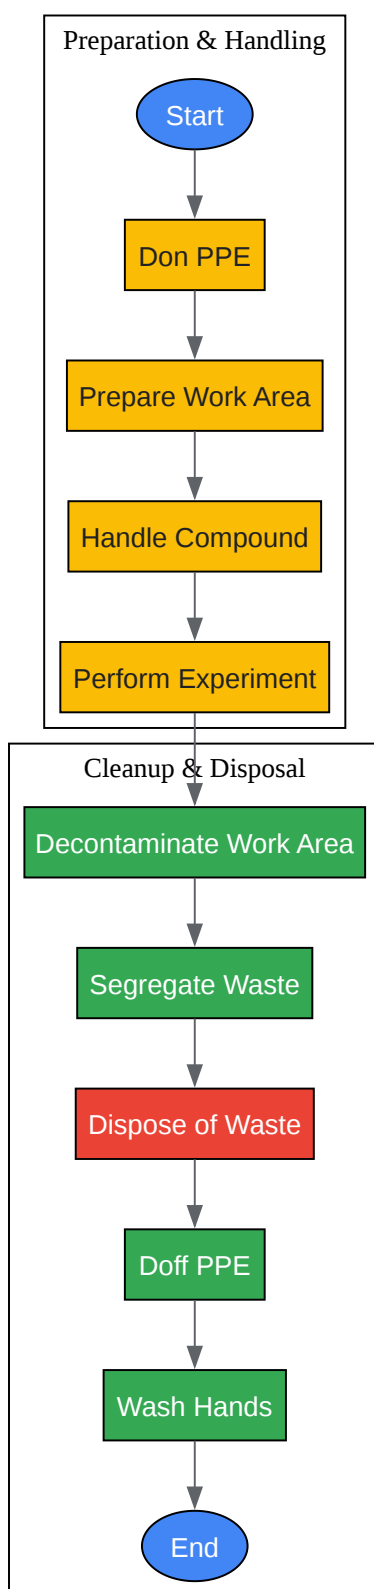 Preparation & Handling
Start
Don PPE
Prepare Work Area
Handle Compound
Perform Experiment
Cleanup & Disposal
Decontaminate Work Area
Segregate Waste
Dispose of Waste
Doff PPE
Wash Hands
End